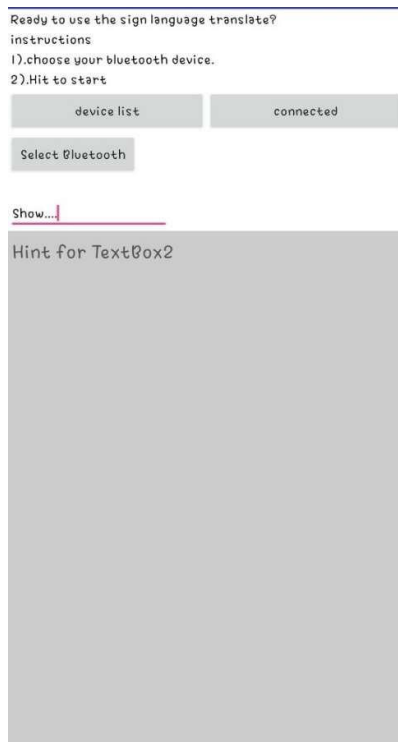 Ready to use the sign language translate?
instructions
1).choose your bluetooth device.
2).Hit to start
device list
connected
Select Bluetooth
Show....
Hint for TextBox2